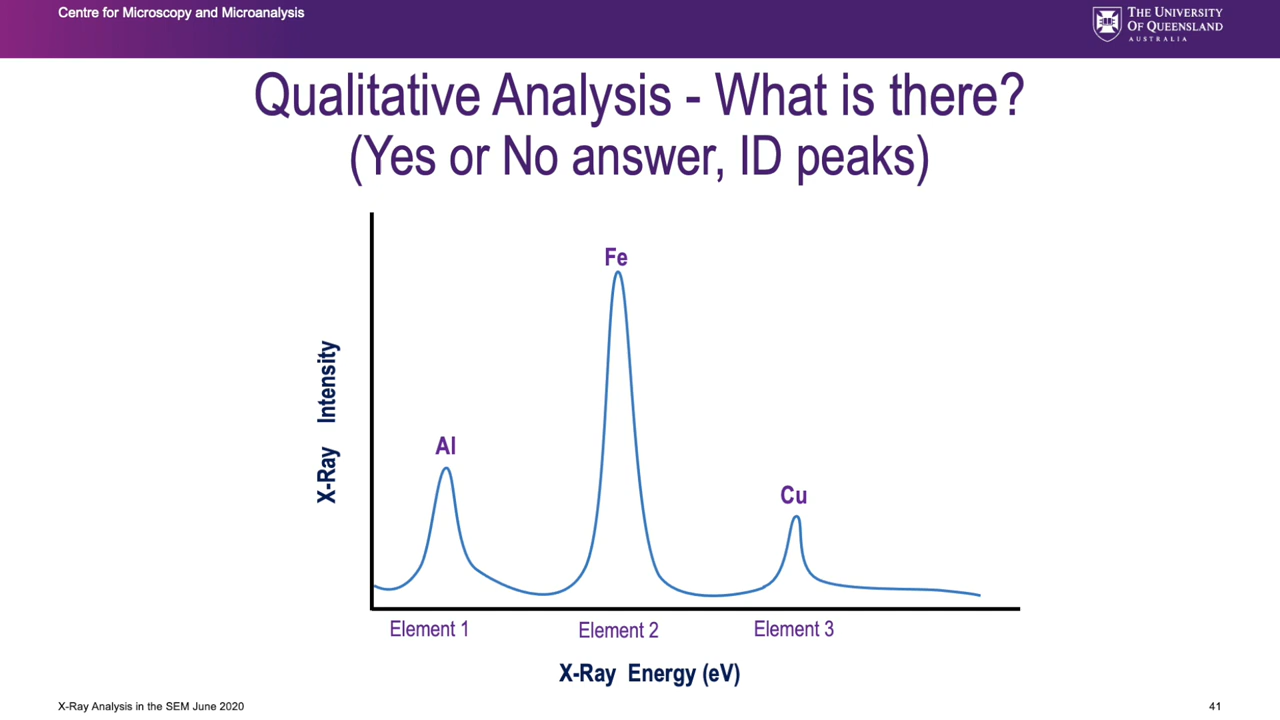 Centre for Microscopy and Microanalysis
THE UNIVERSITY
OF QUEENSLAND
AUSTRALIA
Qualitative Analysis - What is there?
(Yes or No answer, ID peaks)
Fe
Al
Cu
X-Ray Intensity
Element 1
Element 2
Element 3
X-Ray Energy (eV)
X-Ray Analysis in the SEM June 2020
41